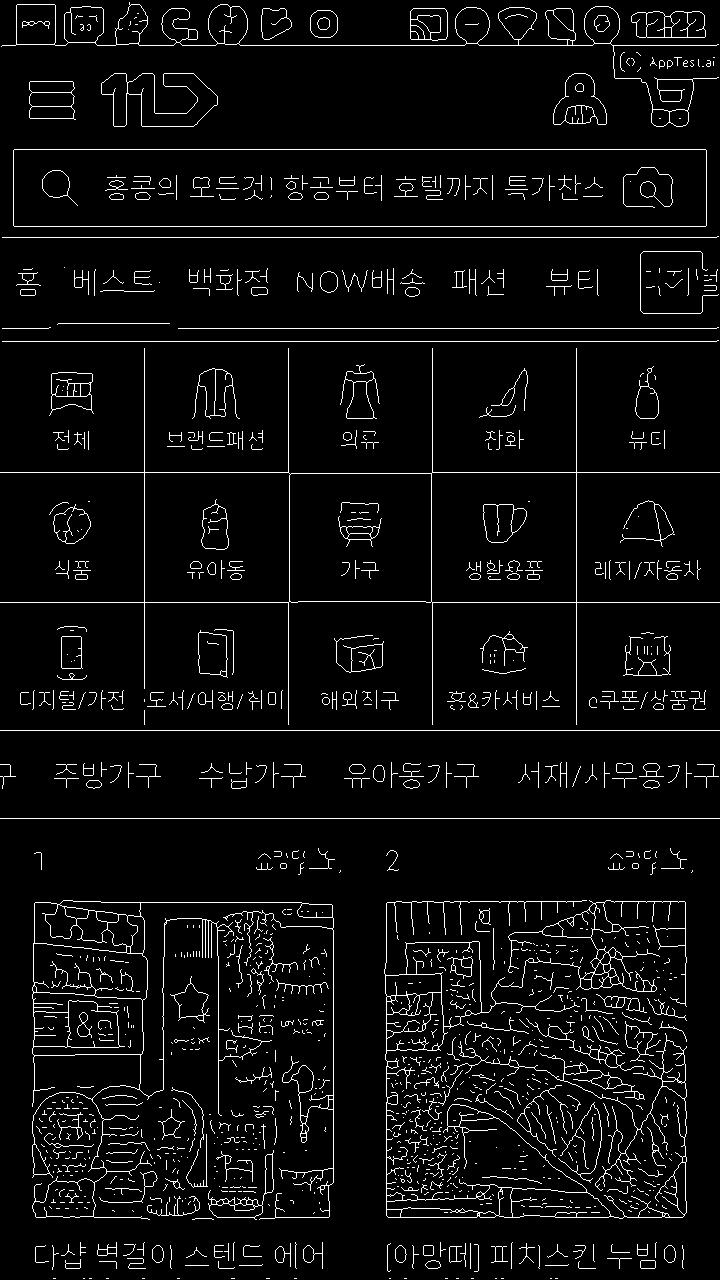 12:22
AppTest.ai
11
홍콩의 모든것! 항공부터 호텔까지 특가찬스
홈 베스트 백화점 NOW배송 패션 뷰티 디지털
전체 브랜드패션 의류 잡화 뷰티
식품 유아동 가구 생활용품 레저/자동차
디지털/가전 도서/여행/취미 해외직구 홈&카서비스 e쿠폰/상품권
구 주방가구 수납가구 유아동가구 서재/사무용가구
1
2
다샵 벽걸이 스텐드 에어
[아망떼] 피치스킨 누빔이